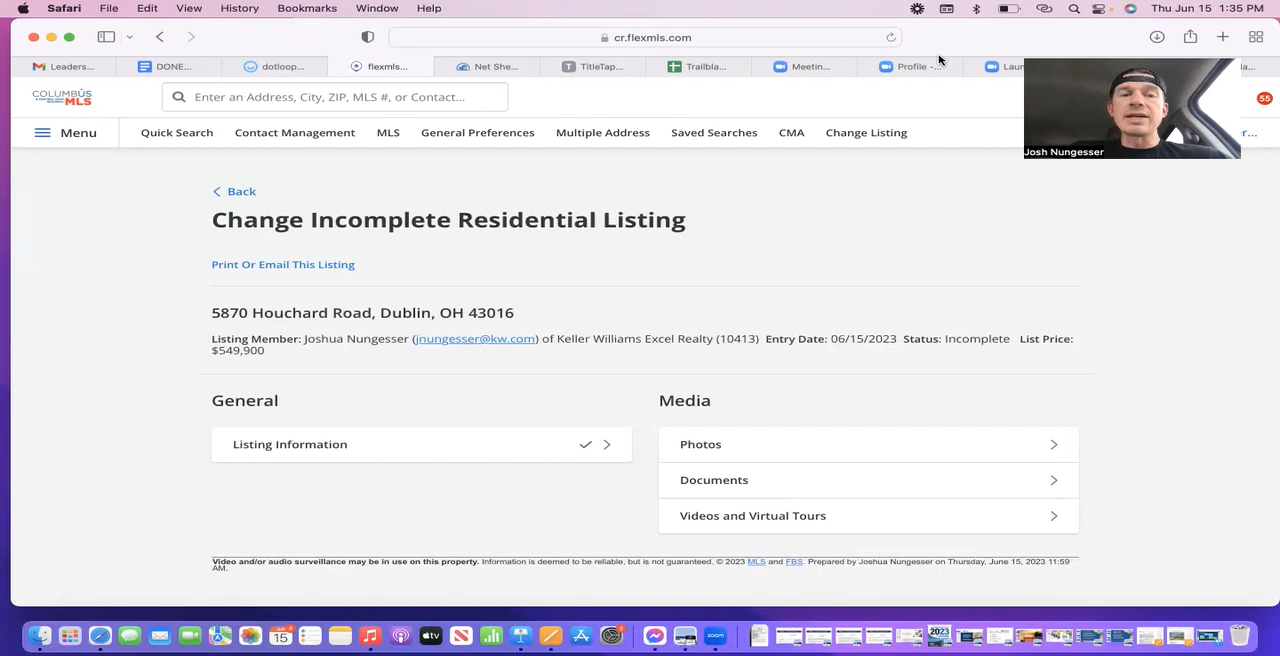 Safari File Edit View History Bookmarks Window Help Thu Jun 15 1:35 PM
cr.flexmls.com
Leaders... DONE... dotloop... flexmls... Net She... TitleTap... Trailbla... Meetin... Profile -...
COLUMBUS
MLS
Enter an Address, City, ZIP, MLS #, or Contact...
55
Menu Quick Search Contact Management MLS General Preferences Multiple Address Saved Searches CMA Change Listing
Josh Nungesser
Back
Change Incomplete Residential Listing
Print Or Email This Listing
5870 Houchard Road, Dublin, OH 43016
Listing Member: Joshua Nungesser (jnungesser@kw.com) of Keller Williams Excel Realty (10413) Entry Date: 06/15/2023 Status: Incomplete List Price:
$549,900
General
Media
Listing Information
Photos
Documents
Videos and Virtual Tours
Video and/or audio surveillance may be in use on this property. Information is deemed to be reliable, but is not guaranteed. © 2023 MLS and FBS. Prepared by Joshua Nungesser on Thursday, June 15, 2023 11:59
AM.
15 tv zoom 2023